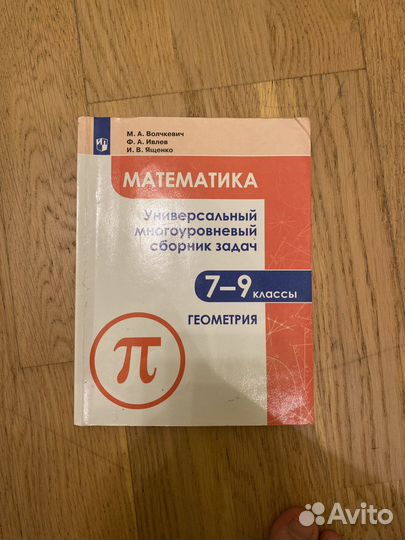 М. А. Волчкевич
Ф. А. Ивлев
И. В. Ященко
МАТЕМАТИКА
Универсальный
многоуровневый
сборник задач
7–9 классы
ГЕОМЕТРИЯ
π
Avito